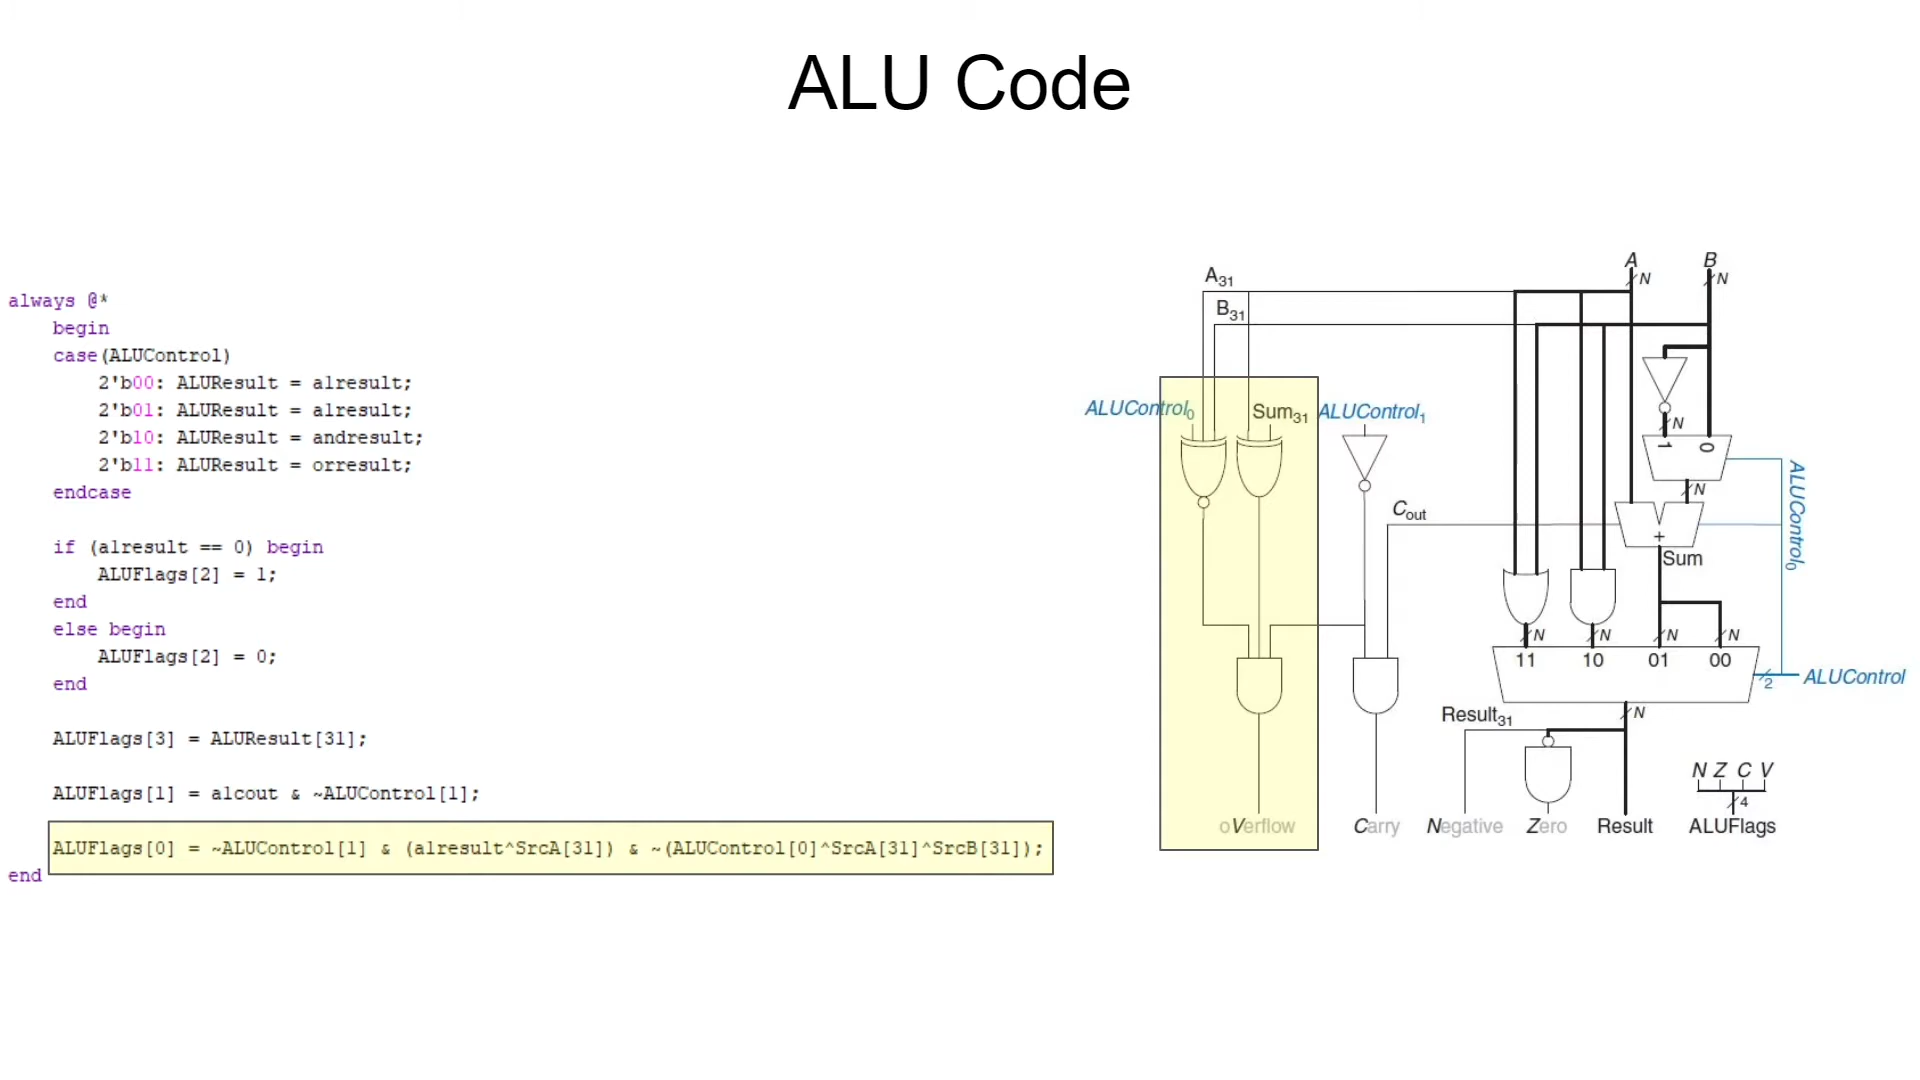 ALU Code
always @*
begin
case(ALUControl)
2'b00: ALUResult = alresult;
2'b01: ALUResult = alresult;
2'b10: ALUResult = andresult;
2'b11: ALUResult = orresult;
endcase
if (alresult == 0) begin
ALUFlags[2] = 1;
end
else begin
ALUFlags[2] = 0;
end
ALUFlags[3] = ALUResult[31];
ALUFlags[1] = alcout & ~ALUControl[1];
ALUFlags[0] = ~ALUControl[1] & (alresult^SrcA[31]) & ~(ALUControl[0]^SrcA[31]^SrcB[31]);
end
A B
A31 N N
B31
ALUControl0 Sum31 ALUControl1
N
1 0
N
ALUControl0
Cout
+
Sum
N N N N
11 10 01 00
2 ALUControl
Result31 N
N Z C V
4
oVerflow Carry Negative Zero Result ALUFlags